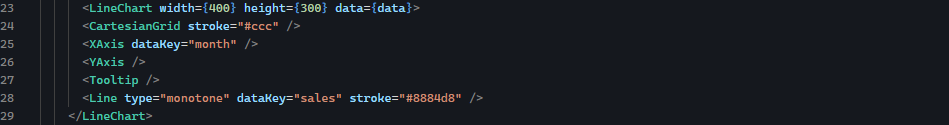 23 <LineChart width={400} height={300} data={data}>
24 <CartesianGrid stroke="#ccc" />
25 <XAxis dataKey="month" />
26 <YAxis />
27 <Tooltip />
28 <Line type="monotone" dataKey="sales" stroke="#8884d8" />
29 </LineChart>